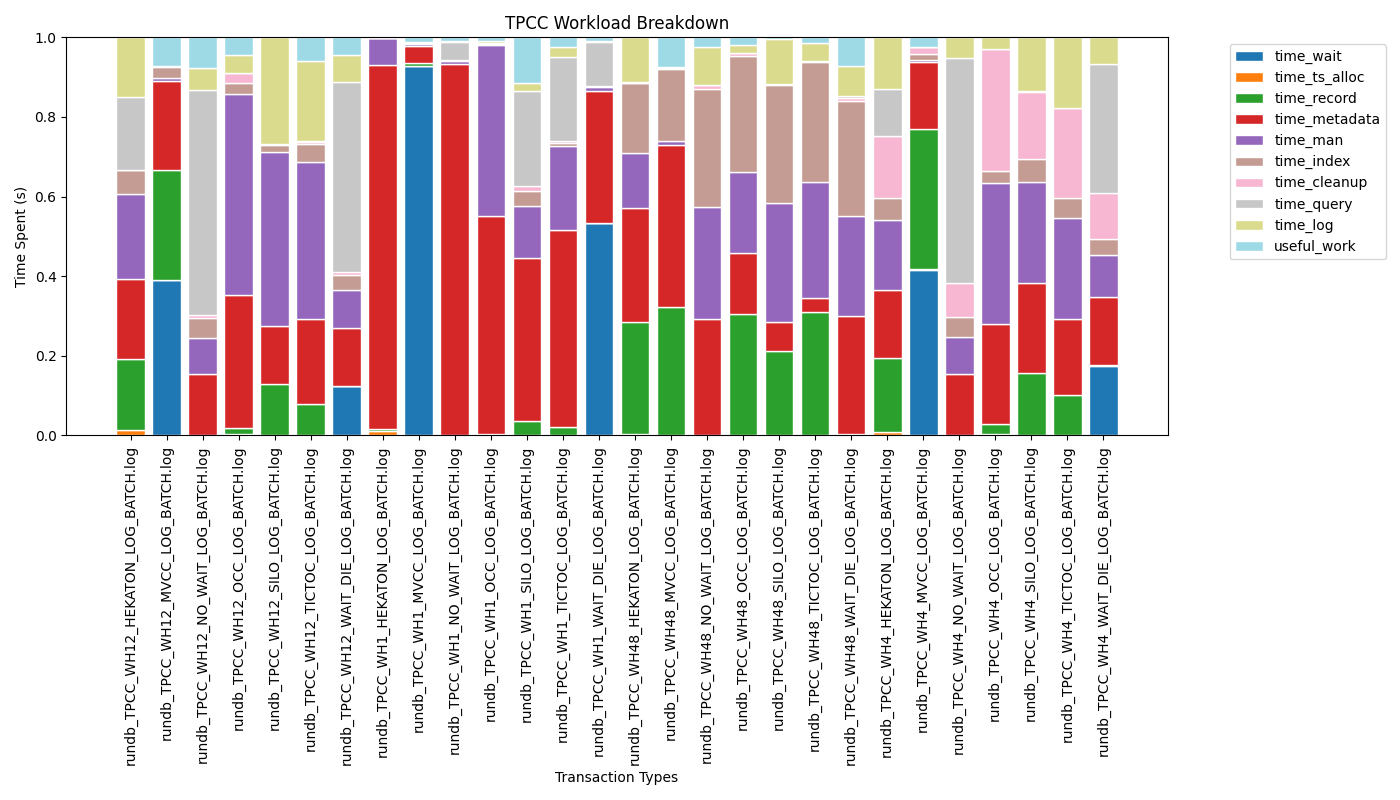 TPCC Workload Breakdown
Time Spent (s)
1.0
0.8
0.6
0.4
0.2
0.0
time_wait
time_ts_alloc
time_record
time_metadata
time_man
time_index
time_cleanup
time_query
time_log
useful_work
rundb_TPCC_WH12_HEKATON_LOG_BATCH.log
rundb_TPCC_WH12_MVCC_LOG_BATCH.log
rundb_TPCC_WH12_NO_WAIT_LOG_BATCH.log
rundb_TPCC_WH12_OCC_LOG_BATCH.log
rundb_TPCC_WH12_SILO_LOG_BATCH.log
rundb_TPCC_WH12_TICTOC_LOG_BATCH.log
rundb_TPCC_WH12_WAIT_DIE_LOG_BATCH.log
rundb_TPCC_WH1_HEKATON_LOG_BATCH.log
rundb_TPCC_WH1_MVCC_LOG_BATCH.log
rundb_TPCC_WH1_NO_WAIT_LOG_BATCH.log
rundb_TPCC_WH1_OCC_LOG_BATCH.log
rundb_TPCC_WH1_SILO_LOG_BATCH.log
rundb_TPCC_WH1_TICTOC_LOG_BATCH.log
rundb_TPCC_WH1_WAIT_DIE_LOG_BATCH.log
rundb_TPCC_WH48_HEKATON_LOG_BATCH.log
rundb_TPCC_WH48_MVCC_LOG_BATCH.log
rundb_TPCC_WH48_NO_WAIT_LOG_BATCH.log
rundb_TPCC_WH48_OCC_LOG_BATCH.log
rundb_TPCC_WH48_SILO_LOG_BATCH.log
rundb_TPCC_WH48_TICTOC_LOG_BATCH.log
rundb_TPCC_WH48_WAIT_DIE_LOG_BATCH.log
rundb_TPCC_WH4_HEKATON_LOG_BATCH.log
rundb_TPCC_WH4_MVCC_LOG_BATCH.log
rundb_TPCC_WH4_NO_WAIT_LOG_BATCH.log
rundb_TPCC_WH4_OCC_LOG_BATCH.log
rundb_TPCC_WH4_SILO_LOG_BATCH.log
rundb_TPCC_WH4_TICTOC_LOG_BATCH.log
rundb_TPCC_WH4_WAIT_DIE_LOG_BATCH.log
Transaction Types